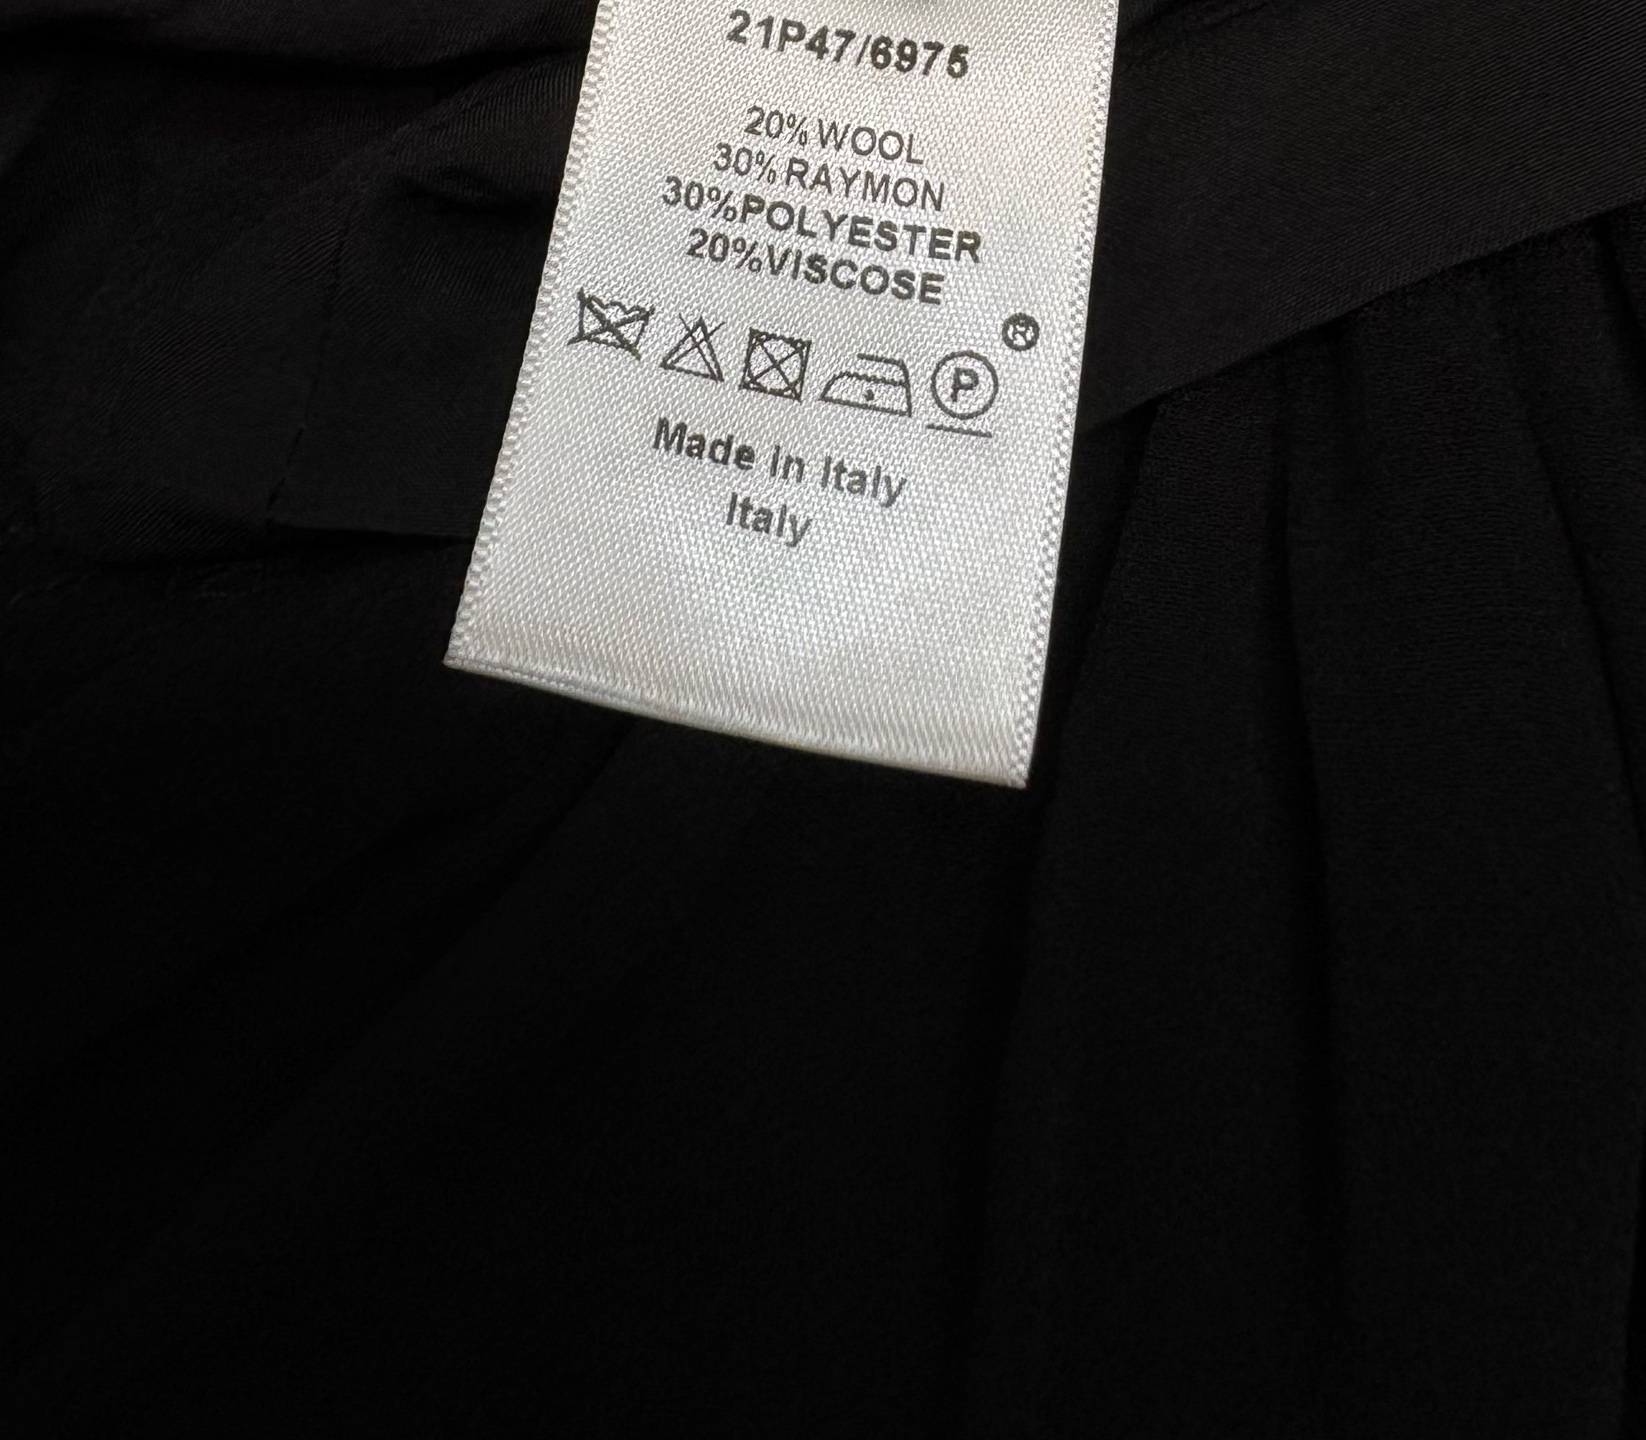 21P47/6975
20% WOOL
30% RAYMON
30%POLYESTER
20%VISCOSE
®
P
Made in Italy
Italy